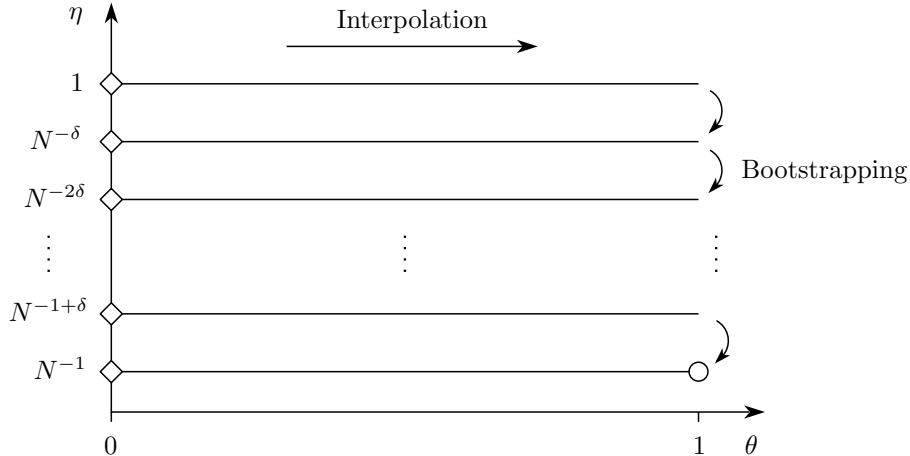 η
Interpolation
1
N^{-δ}
Bootstrapping
N^{-2δ}
N^{-1+δ}
N^{-1}
0 1 θ